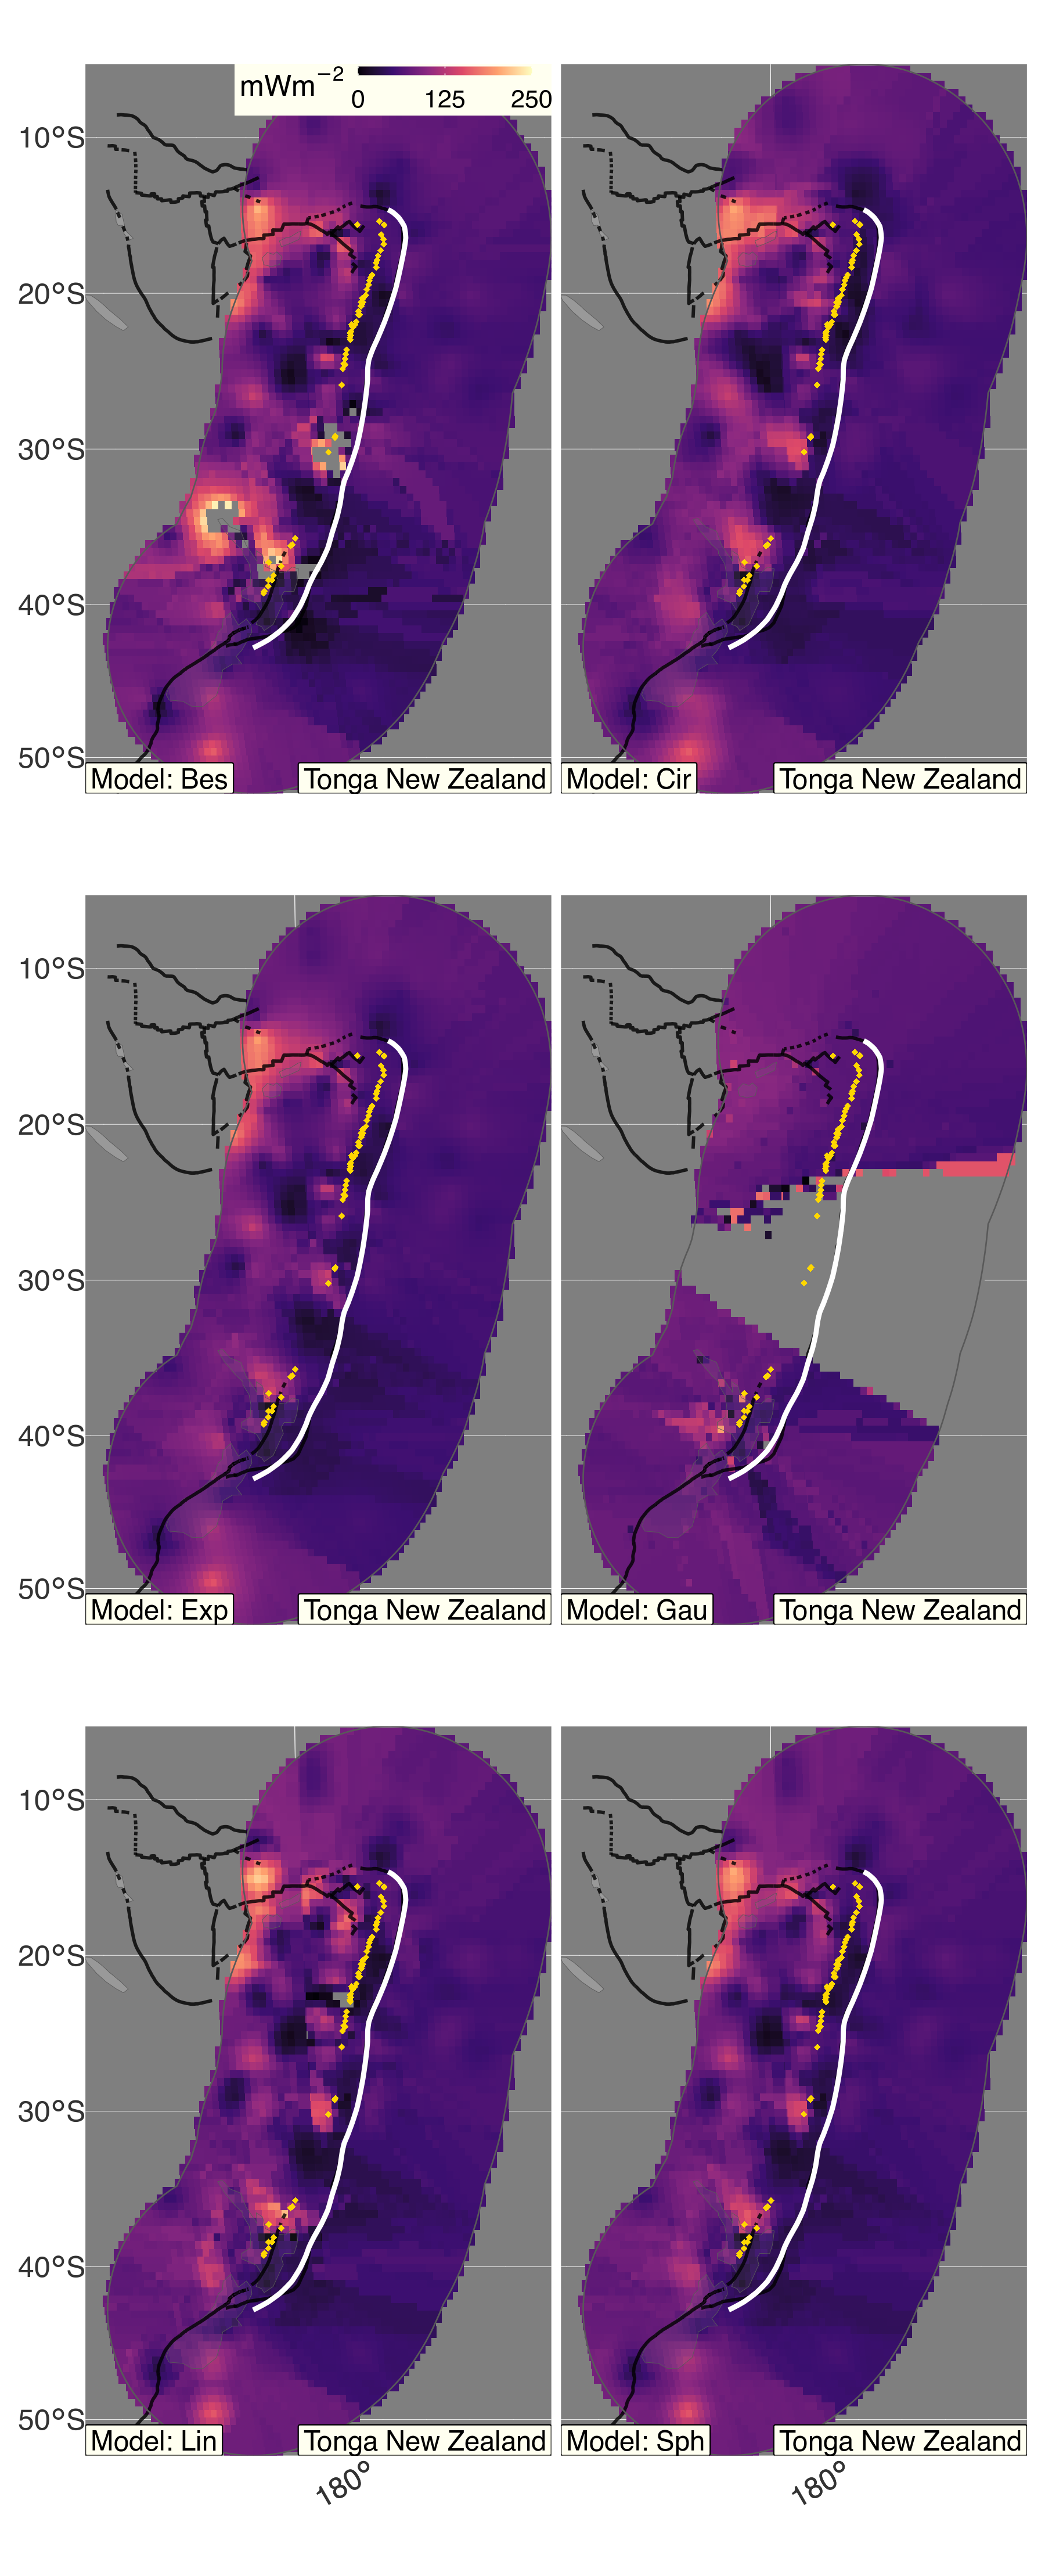 mWm−2
0 125 250
10°S
20°S
30°S
40°S
50°S
Model: Bes
Tonga New Zealand
Model: Cir
Tonga New Zealand
10°S
20°S
30°S
40°S
50°S
Model: Exp
Tonga New Zealand
Model: Gau
Tonga New Zealand
10°S
20°S
30°S
40°S
50°S
Model: Lin
Tonga New Zealand
Model: Sph
Tonga New Zealand
180°
180°